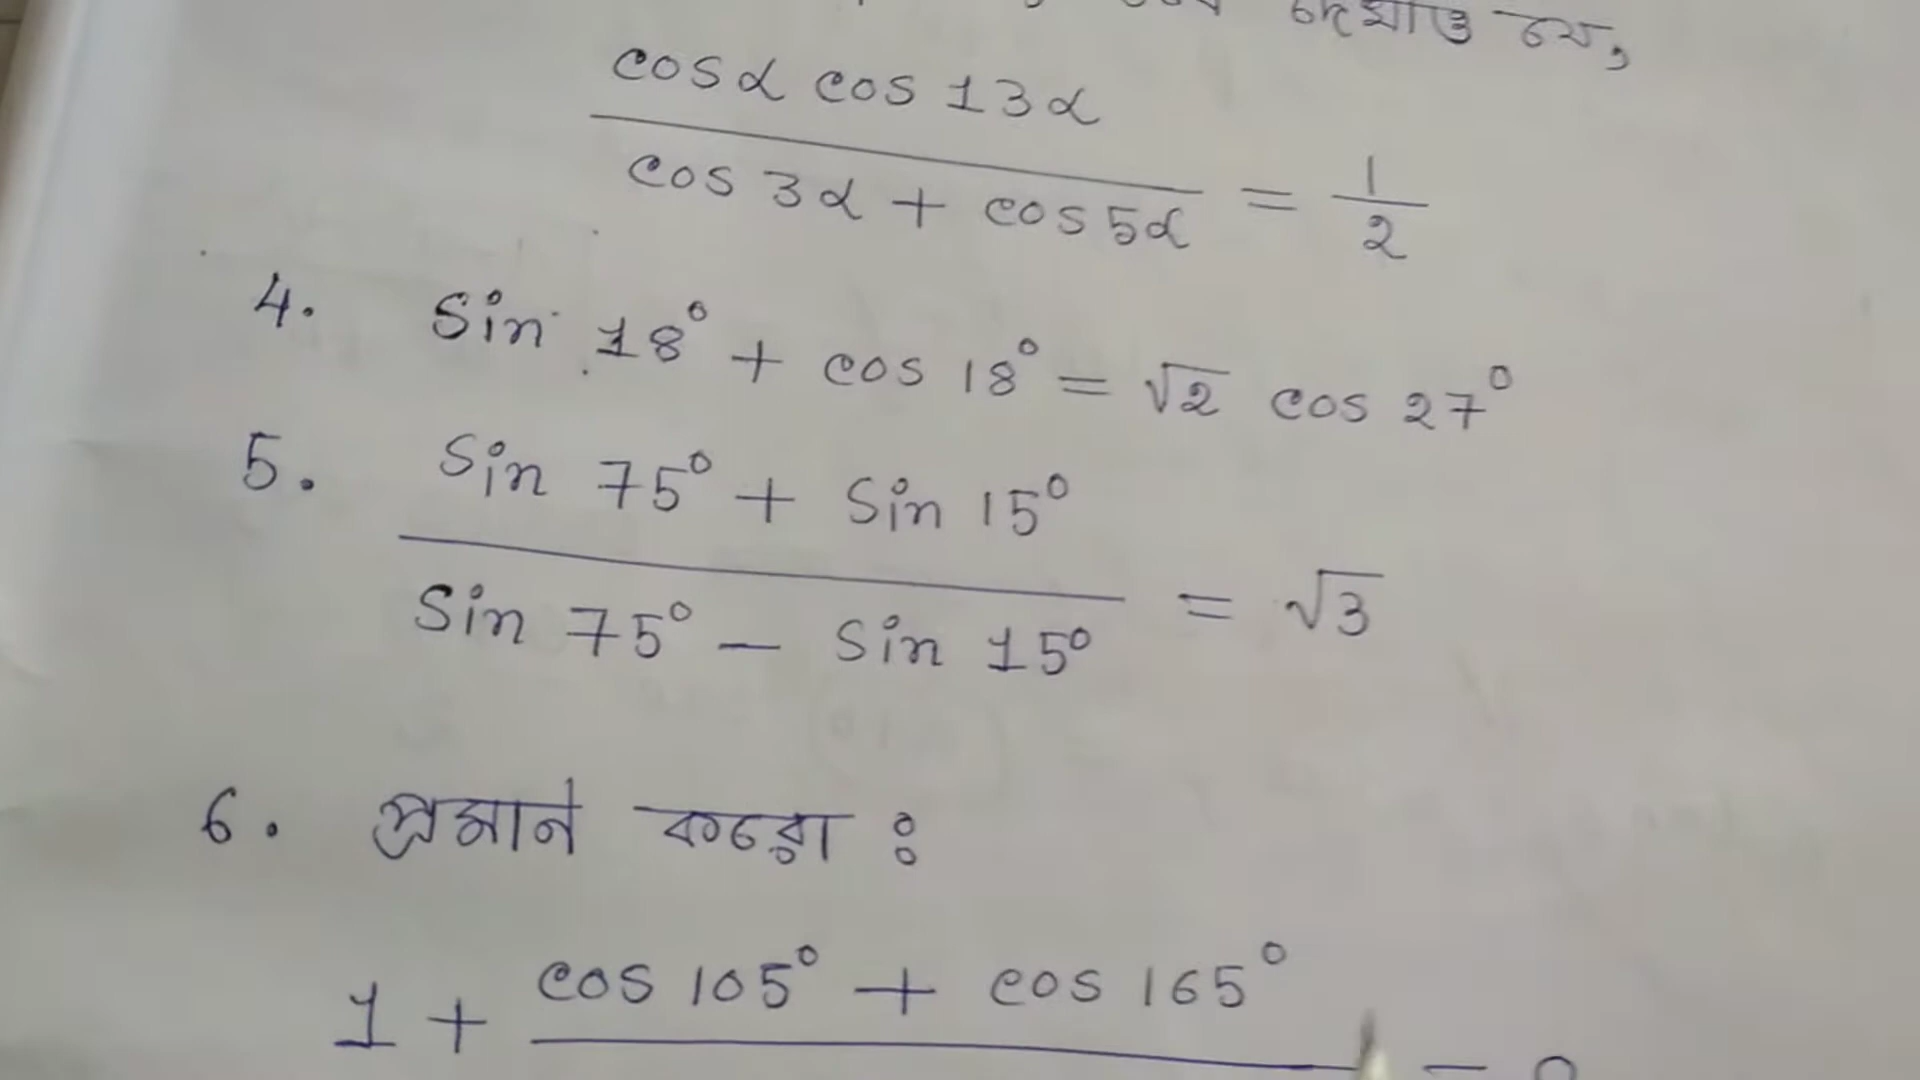 দেখাও যে,
cos α cos 13α
cos 3α + cos 5α = 1/2
4. sin 18° + cos 18° = √2 cos 27°
5. sin 75° + sin 15°
sin 75° − sin 15° = √3
6. প্রমান করো :
1 + cos 105° + cos 165°